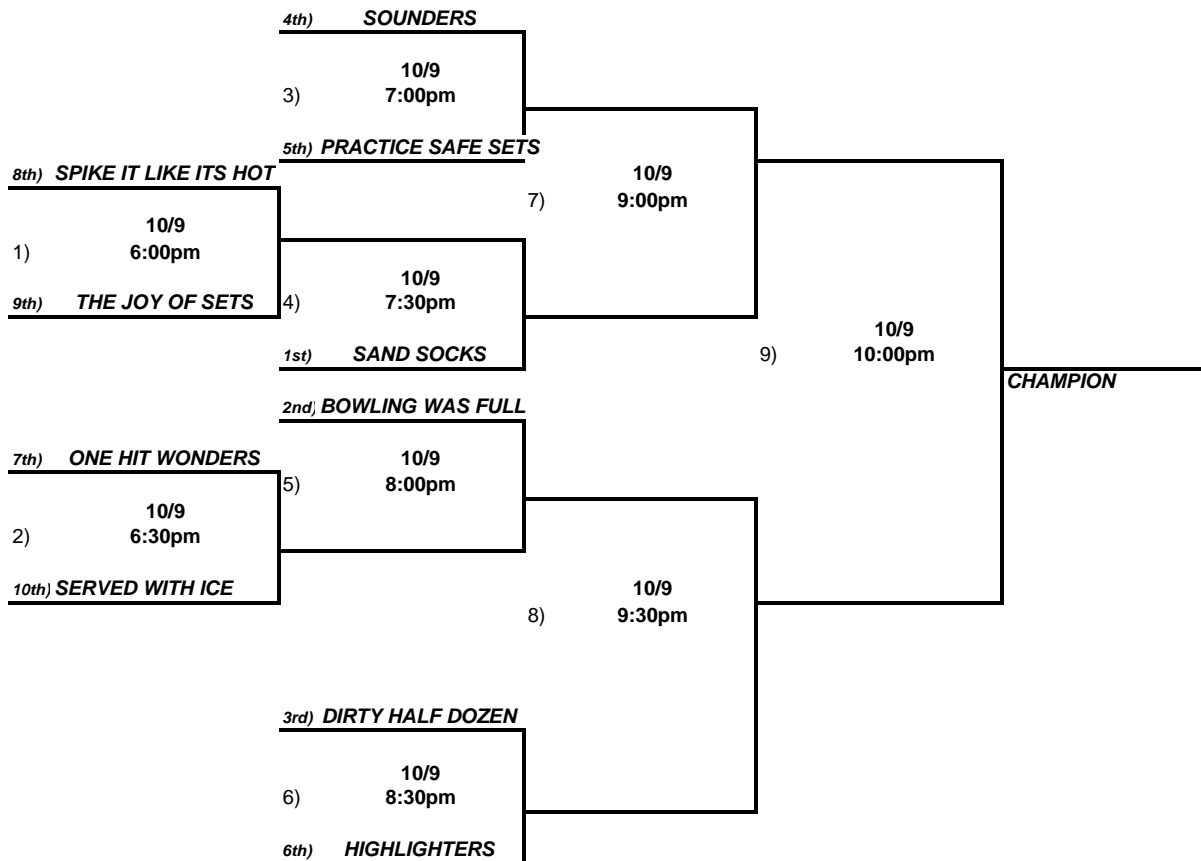 4th) SOUNDERS
10/9
3) 7:00pm
5th) PRACTICE SAFE SETS
8th) SPIKE IT LIKE ITS HOT
10/9
7) 9:00pm
10/9
1) 6:00pm
10/9
9th) THE JOY OF SETS
4) 7:30pm
10/9
1st) SAND SOCKS
9) 10:00pm
CHAMPION
2nd) BOWLING WAS FULL
7th) ONE HIT WONDERS
10/9
5) 8:00pm
10/9
2) 6:30pm
10th) SERVED WITH ICE
10/9
8) 9:30pm
3rd) DIRTY HALF DOZEN
10/9
6) 8:30pm
6th) HIGHLIGHTERS